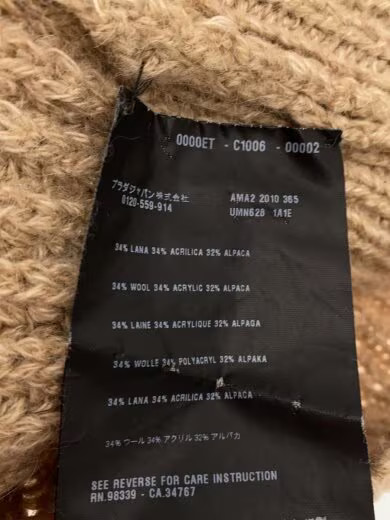 0000ET - C1006 - 00002
プラダジャパン株式会社
0120-559-914
AMA2 2010 365
UMN628 1A1E
34% LANA 34% ACRILICA 32% ALPACA
34% WOOL 34% ACRYLIC 32% ALPACA
34% LAINE 34% ACRYLIQUE 32% ALPAGA
34% WOLLE 34% POLYACRYL 32% ALPAKA
34% LANA 34% ACRILICA 32% ALPACA
34% ウール 34% アクリル 32% アルパカ
SEE REVERSE FOR CARE INSTRUCTION
RN.98339 - CA.34767